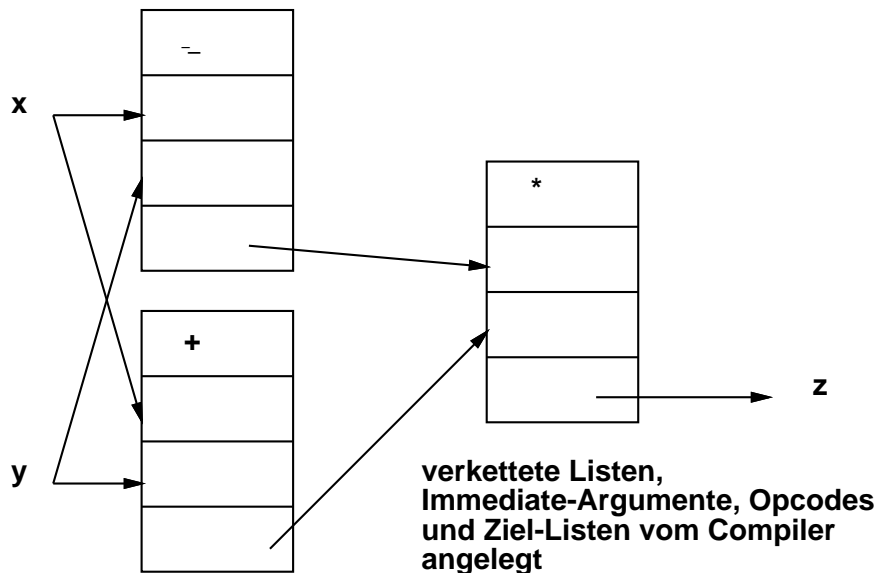 –
x
*
+
z
y
verkettete Listen,
Immediate-Argumente, Opcodes
und Ziel-Listen vom Compiler
angelegt